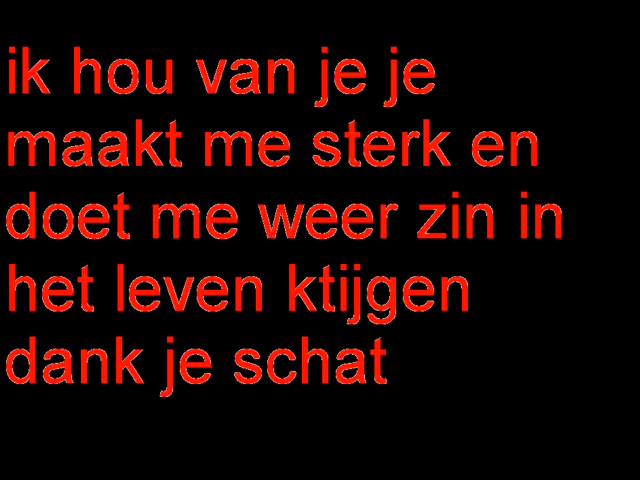 ik hou van je je
maakt me sterk en
doet me weer zin in
het leven ktijgen
dank je schat